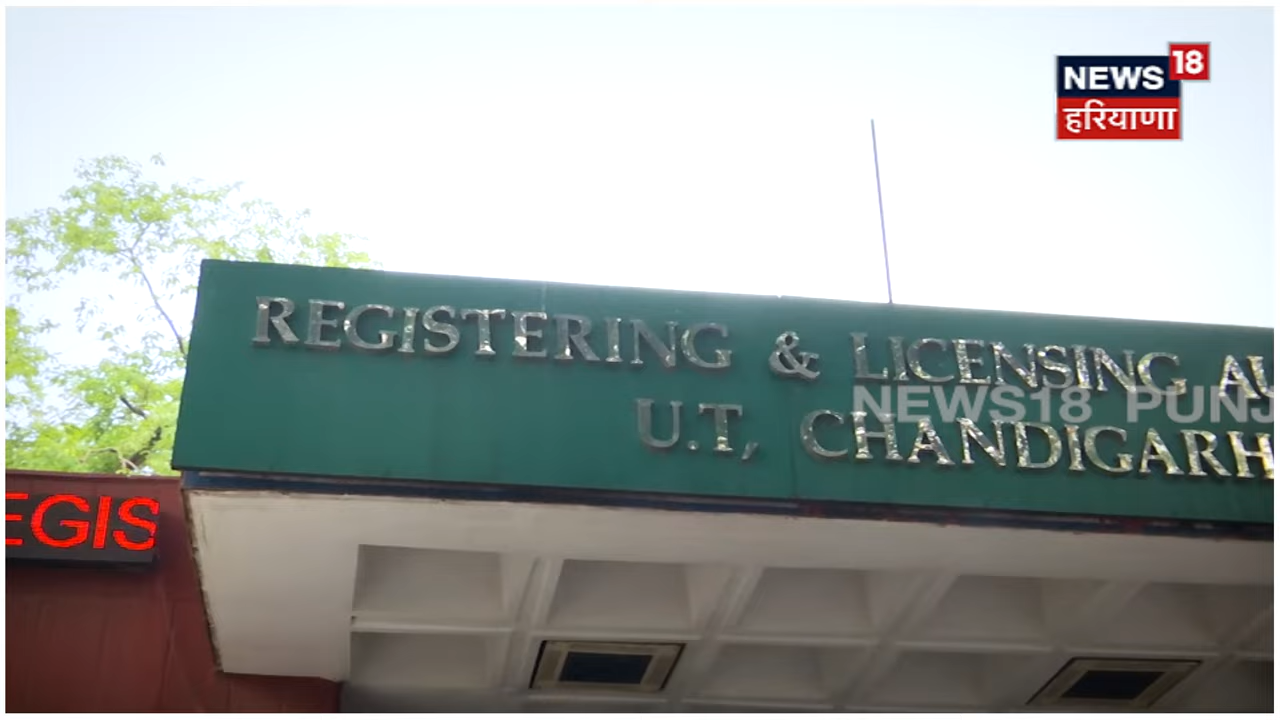 NEWS 18
हरियाणा
REGISTERING & LICENSING AU
NEWS18 PUNJ
U.T, CHANDIGARH
EGIS